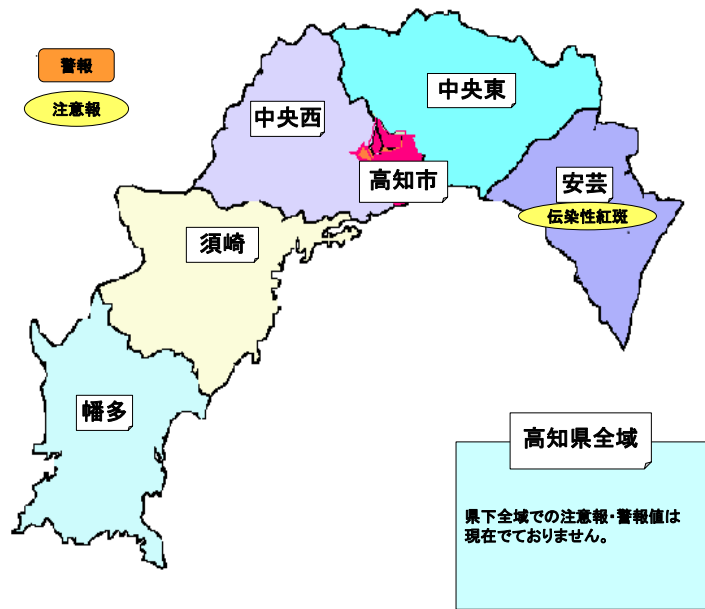 警報
注意報
中央東
中央西
高知市
安芸
伝染性紅斑
須崎
幡多
高知県全域
県下全域での注意報・警報値は
現在でておりません。